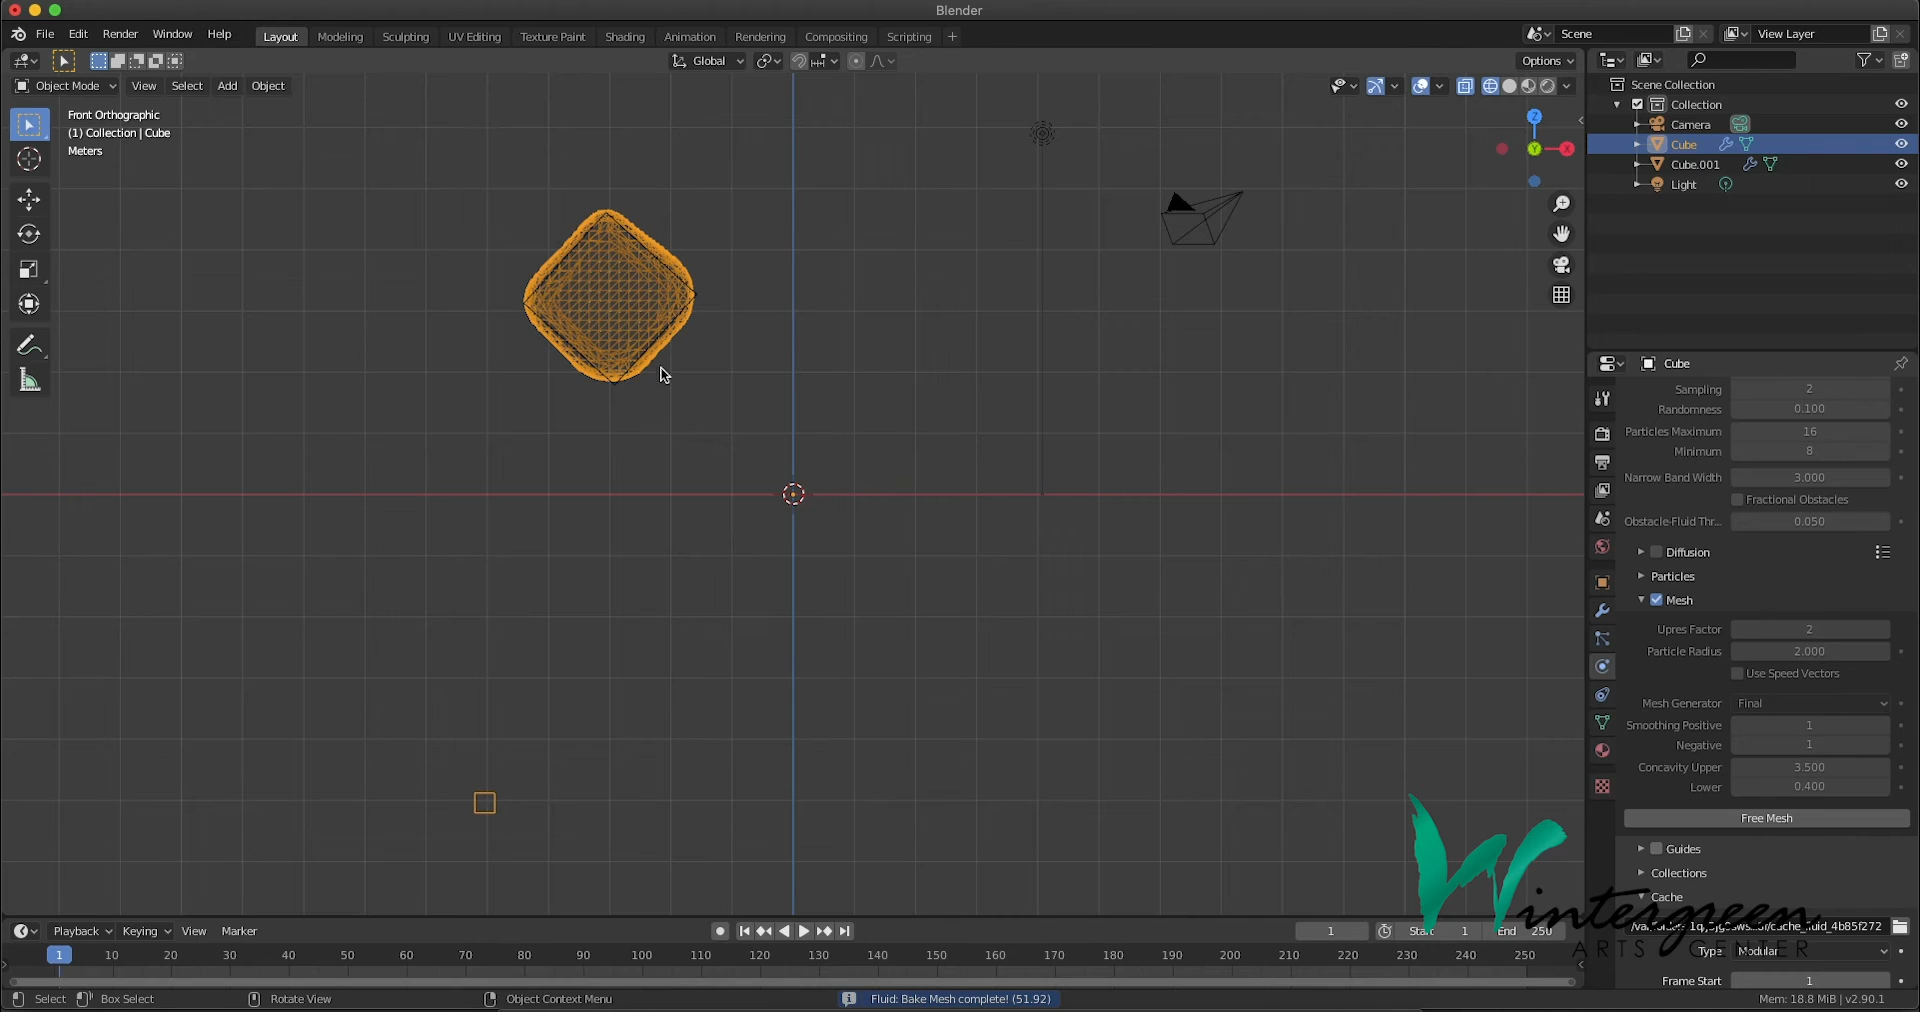 Blender
File Edit Render Window Help Layout Modeling Sculpting UV Editing Texture Paint Shading Animation Rendering Compositing Scripting + Scene View Layer
Global Options
Object Mode View Select Add Object
Front Orthographic
(1) Collection | Cube
Meters
Z
Y
X
Scene Collection
Collection
Camera
Cube
Cube.001
Light
Cube
Sampling 2
Randomness 0.100
Particles Maximum 16
Minimum 8
Narrow Band Width 3.000
Fractional Obstacles
Obstacle-Fluid Thr... 0.050
Diffusion
Particles
Mesh
Upres Factor 2
Particle Radius 2.000
Use Speed Vectors
Mesh Generator Final
Smoothing Positive 1
Negative 1
Concavity Upper 3.500
Lower 0.400
Free Mesh
Guides
Collections
Cache
Type Modular
Frame Start 1
Wintergreen
ARTS CENTER
Playback Keying View Marker 1 Start 1 End 250
1 10 20 30 40 50 60 70 80 90 100 110 120 130 140 150 160 170 180 190 200 210 220 230 240 250
Select Box Select Rotate View Object Context Menu Fluid: Bake Mesh complete! (51.92) Mem: 18.8 MiB | v2.90.1